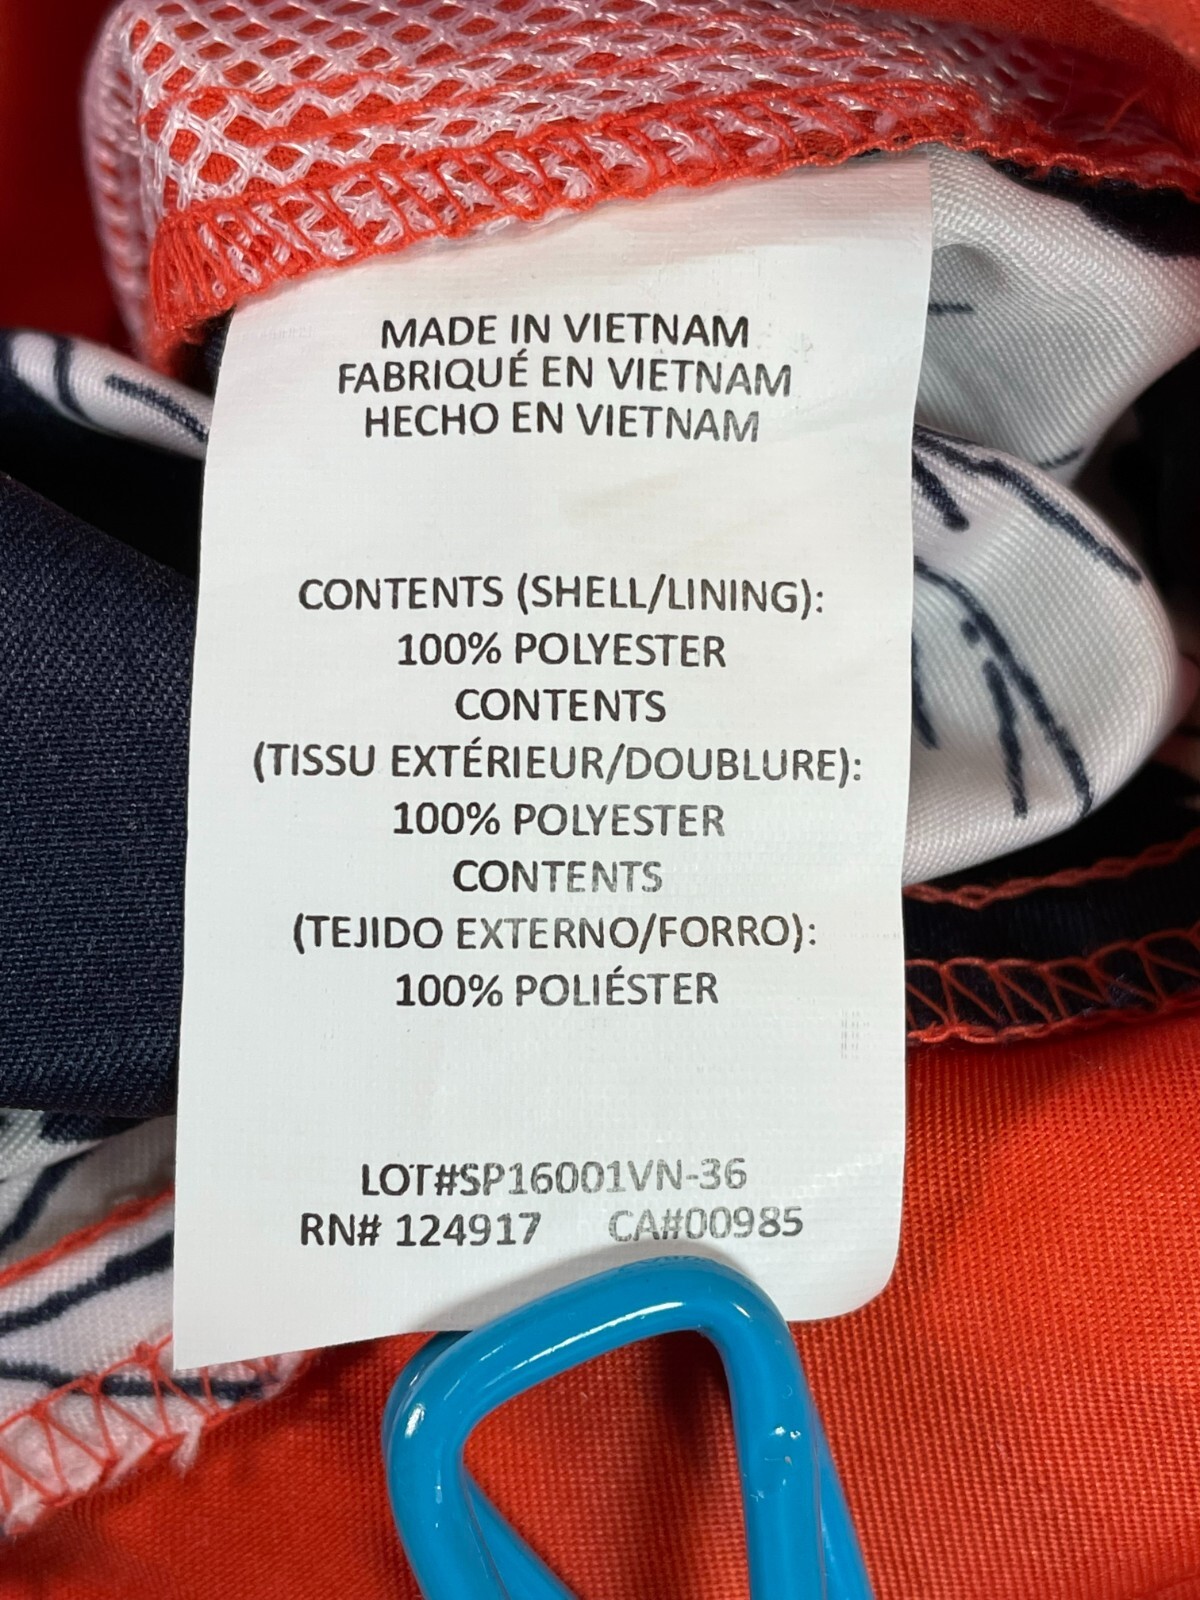 MADE IN VIETNAM
FABRIQUÉ EN VIETNAM
HECHO EN VIETNAM
CONTENTS (SHELL/LINING):
100% POLYESTER
CONTENTS
(TISSU EXTÉRIEUR/DOUBLURE):
100% POLYESTER
CONTENTS
(TEJIDO EXTERNO/FORRO):
100% POLIÉSTER
LOT#SP16001VN-36
RN# 124917 CA#00985